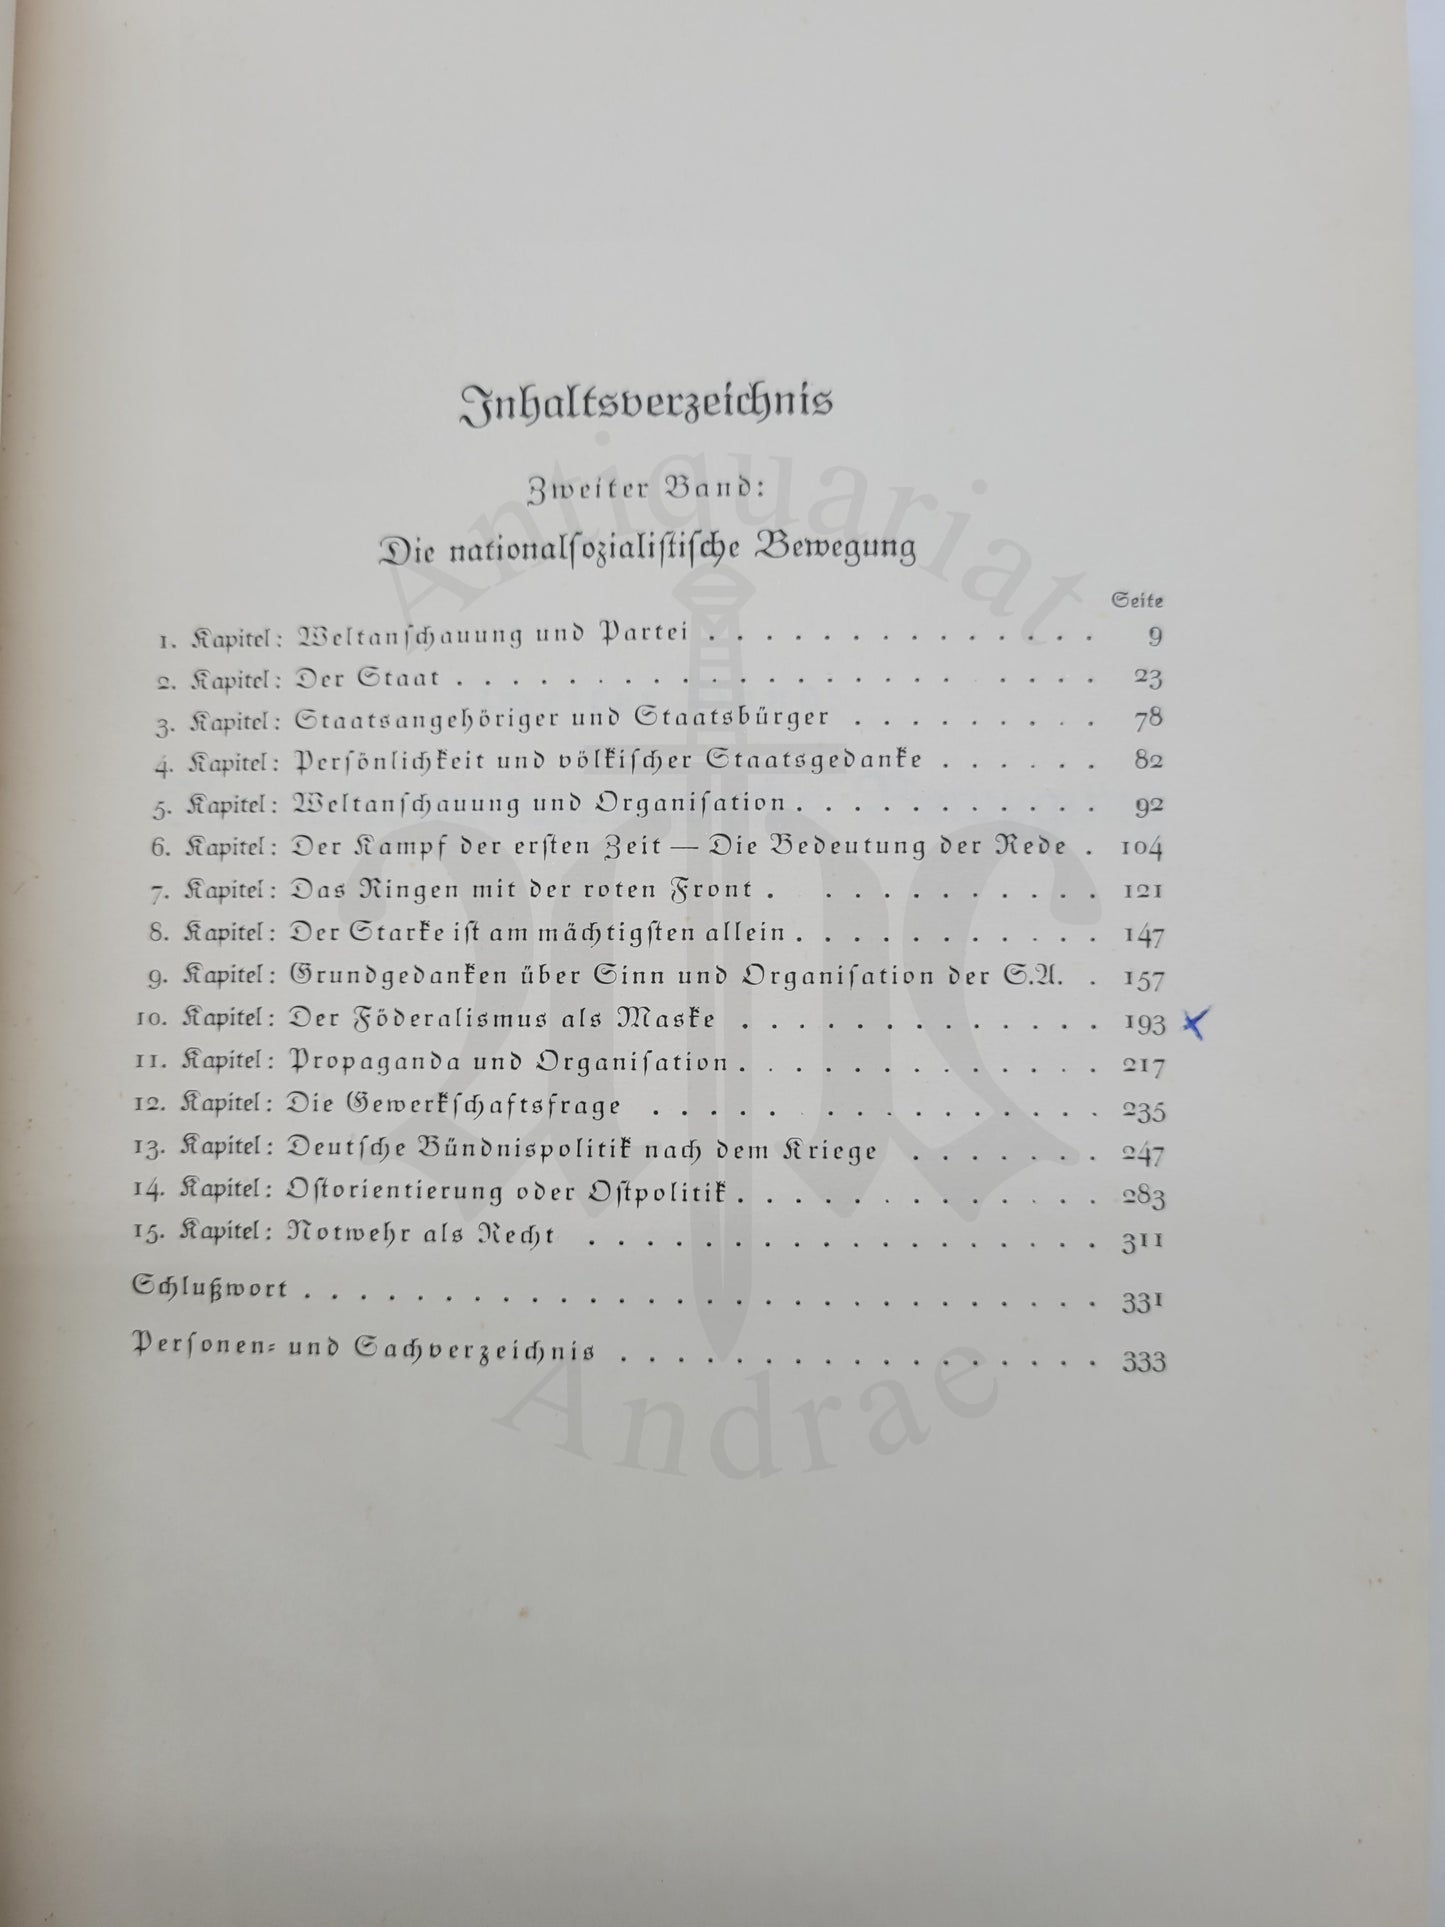 Inhaltsverzeichnis
Zweiter Band:
Die nationalsozialistische Bewegung
Seite
1. Kapitel: Weltanschauung und Partei . . . . . . . . . . . . . . 9
2. Kapitel: Der Staat . . . . . . . . . . . . . . . . . . . . . . 23
3. Kapitel: Staatsangehöriger und Staatsbürger . . . . . . . . . 78
4. Kapitel: Persönlichkeit und völkischer Staatsgedanke . . . . . . 82
5. Kapitel: Weltanschauung und Organisation . . . . . . . . . . . 92
6. Kapitel: Der Kampf der ersten Zeit — Die Bedeutung der Rede . 104
7. Kapitel: Das Ringen mit der roten Front . . . . . . . . . . . 121
8. Kapitel: Der Starke ist am mächtigsten allein . . . . . . . . . . . 147
9. Kapitel: Grundgedanken über Sinn und Organisation der S.A. . 157
10. Kapitel: Der Föderalismus als Maske . . . . . . . . . . . . . 193
11. Kapitel: Propaganda und Organisation . . . . . . . . . . . . . 217
12. Kapitel: Die Gewerkschaftsfrage . . . . . . . . . . . . . . . . 235
13. Kapitel: Deutsche Bündnispolitik nach dem Kriege . . . . . . . 247
14. Kapitel: Ostorientierung oder Ostpolitik . . . . . . . . . . . . . 283
15. Kapitel: Notwehr als Recht . . . . . . . . . . . . . . . . . . 311
Schlußwort . . . . . . . . . . . . . . . . . . . . . . . . . . . . 331
Personen- und Sachverzeichnis . . . . . . . . . . . . . . . . . 333
Antiquariat
Andrae